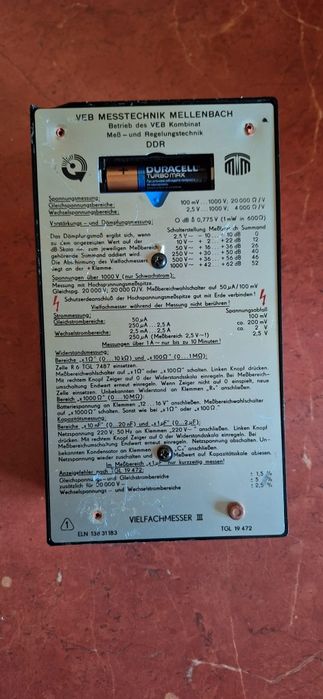 VEB MESSTECHNIK MELLENBACH
Betrieb des VEB Kombinat
Meß- und Regelungstechnik
DDR
DURACELL
TURBOMAX
Spannungsmessung:
Gleichspannungsbereiche: 100 mV...1000 V; 20 000 Ω/V
Wechselspannungsbereiche: 2,5 V...1000 V; 4 000 Ω/V
Verstärkungs- und Dämpfungsmessung: 0 dB ≙ 0,775 V (1 mW in 600 Ω)
Das Dämpfungsmaß ergibt sich, wenn Schalterstellung Meßbereich Summand
zu dem angezeigten Wert auf der 2,5 V – 10 ... + 10 dB 0
dB-Skala der, zum jeweiligen Meßbereich 10 V – 2 ... + 22 dB 12
gehörende Summand addiert wird. 50 V + 16 ... + 36 dB 26
Die Abschirmung des Vielfachmessers 250 V + 30 ... + 50 dB 40
liegt an der + Klemme. 500 V + 36 ... + 56 dB 46
1000 V + 42 ... + 62 dB 52
Spannungen über 1000 V (nur Schwachstrom):
Messung mit Hochspannungsmeßspitze.
Gleichspg. 20 000 V; 20 000 Ω/V. Meßbereichwahlschalter auf 50 µA/100 mV
Schutzerdeanschluß der Hochspannungsmeßspitze gut mit Erde verbinden!
Vielfachmesser während der Messung nicht berühren!
Strommessung: Spannungsabfall
Gleichstrombereiche: 50 µA 100 mV
250 µA ... 2,5 A ca. 200 mV
Wechselstrombereiche: 2,5 mA ... 2,5 A 2 V
250 µA (Meßbereich 2,5 V~) 2,5 V
Messungen über 1 A — nur bis zu 10 Minuten!
Widerstandsmessung:
Bereiche „x1Ω" (0...10 kΩ) und „x100Ω" (0...1 MΩ):
Zelle R 6 TGL 7487 einsetzen.
Meßbereichwahlschalter auf „x1Ω" oder „x100Ω" schalten. Linken Knopf
drücken. Mit rechtem Knopf Zeiger auf 0 der Widerstandsskala einregeln. Bei Meßbereich-
umschaltung Endwert erneut einregeln. Wenn Zeiger nicht auf 0 einspielt, neue
Zelle einsetzen. Unbekannten Widerstand an Klemmen „Rx" anschließen.
Bereich „x1000Ω" (0...10 MΩ):
Batteriespannung an Klemmen „12...16 V" anschließen. Meßbereichwahlschalter auf
„x1000Ω" schalten. Sonst wie bei „x1Ω" oder „x100Ω".
Kapazitätsmessung:
Bereiche „x10 nF" (0...20 nF) und „x1 µF" (0...2 µF):
Netzspannung 220 V; 50 Hz an Klemmen „220 V~" anschließen. Linken Knopf
drücken. Mit rechtem Knopf Zeiger auf 0 der Widerstandsskala einregeln. Bei
Meßbereichumschaltung Endwert erneut einregeln. Netzspannung abschalten. Un-
bekannten Kondensator an Klemmen „Cx" anschließen.
Netzspannung wieder zuschalten und Meßwert auf Kapazitätsskale ablesen.
Im Meßbereich „x1 µF" nur kurzzeitig messen!
Anzeigefehler nach TGL 19 472:
Gleichspannungs- und Gleichstrombereiche ± 1,5 %
zusätzlich für 20 000 V— ± 5 %
Wechselspannungs- und Wechselstrombereiche ± 2,5 %
1
VIELFACHMESSER III
ELN 13d 31183
TGL 19 472